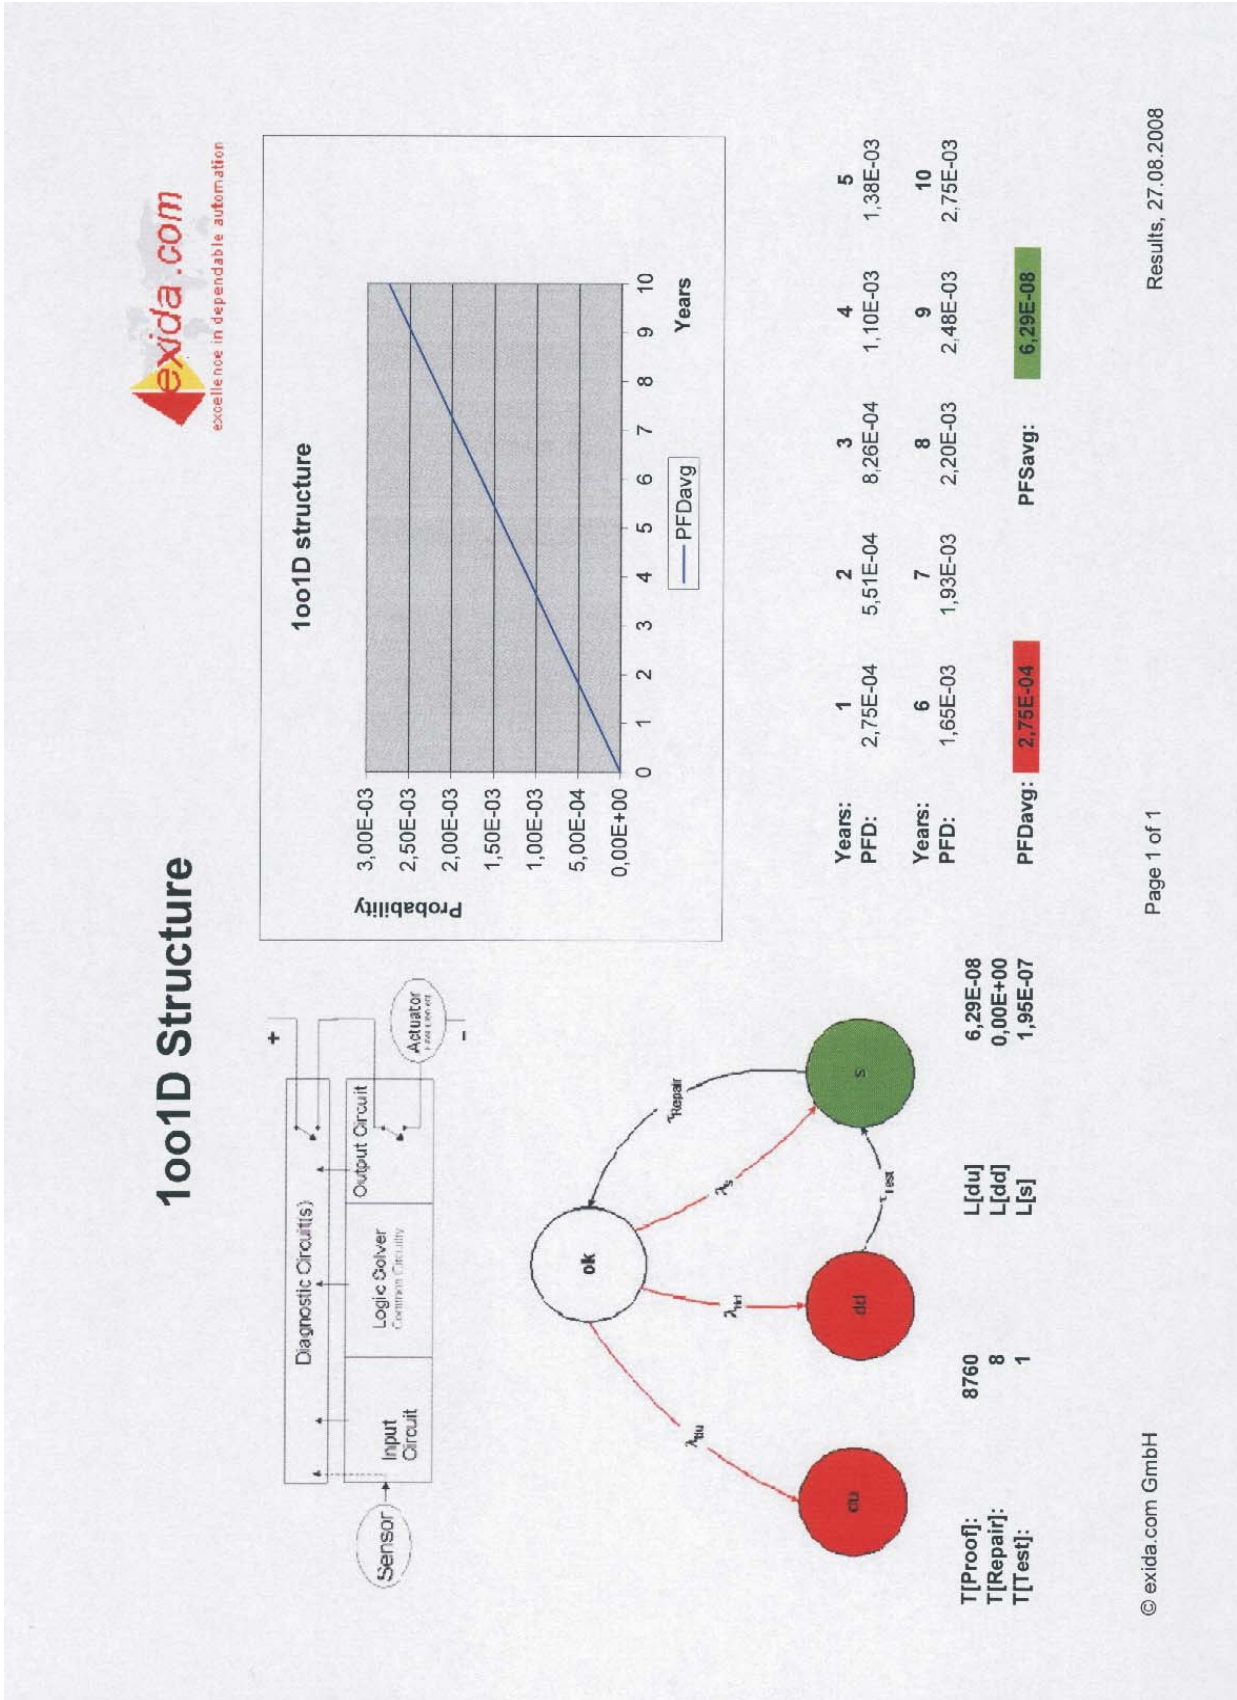 1oo1D Structure
exida.com
excellence in dependable automation
Diagnostic Circuit(s)
Sensor
Input
Circuit
Logic Solver
Common Circuitry
Output Circuit
Actuator
+
−
ok
λdu
λdd
λs
τRepair
τTest
dd
s
T[Proof]: 8760 L[du] 6,29E-08
T[Repair]: 8 L[dd] 0,00E+00
T[Test]: 1 L[s] 1,95E-07
1oo1D structure
Probability
3,00E-03
2,50E-03
2,00E-03
1,50E-03
1,00E-03
5,00E-04
0,00E+00
0 1 2 3 4 5 6 7 8 9 10
Years
PFDavg
Years: 1 2 3 4 5
PFD: 2,75E-04 5,51E-04 8,26E-04 1,10E-03 1,38E-03
Years: 6 7 8 9 10
PFD: 1,65E-03 1,93E-03 2,20E-03 2,48E-03 2,75E-03
PFDavg: 2,75E-04 PFSavg: 6,29E-08
© exida.com GmbH
Page 1 of 1
Results, 27.08.2008